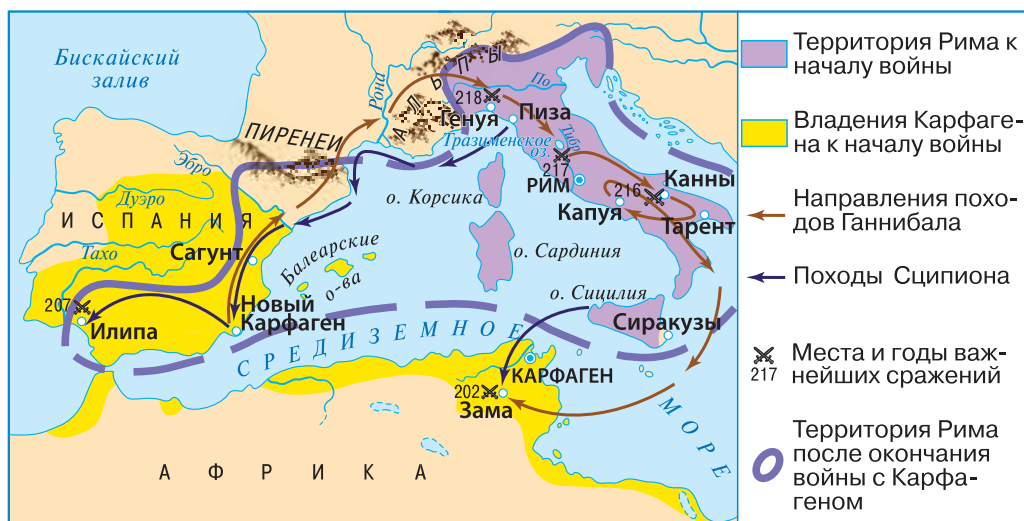 Бискайский
залив
ПИРЕНЕИ
Эбро
Дуэро
ИСПАНИЯ
Тахо
Сагунт
207
Илипа
Новый
Карфаген
Балеарские
о-ва
Рона
АЛЬПЫ
218
Генуя
По
Пиза
Тразименское
оз.
Тибр
217
РИМ
о. Корсика
216
Канны
Капуя
Тарент
о. Сардиния
о. Сицилия
Сиракузы
СРЕДИЗЕМНОЕ
МОРЕ
КАРФАГЕН
202
Зама
АФРИКА
Территория Рима к
началу войны
Владения Карфаге-
на к началу войны
Направления похо-
дов Ганнибала
Походы Сципиона
217
Места и годы важ-
нейших сражений
Территория Рима
после окончания
войны с Карфа-
геном